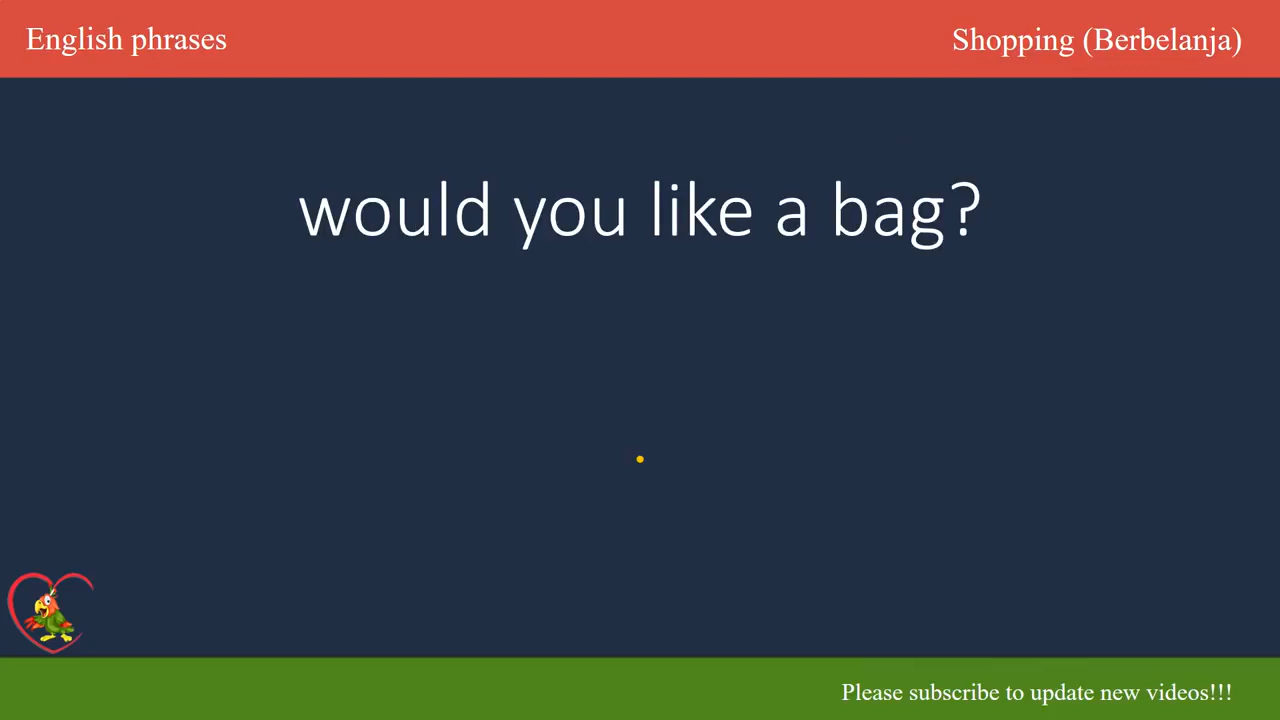 English phrases
Shopping (Berbelanja)
would you like a bag?
Please subscribe to update new videos!!!